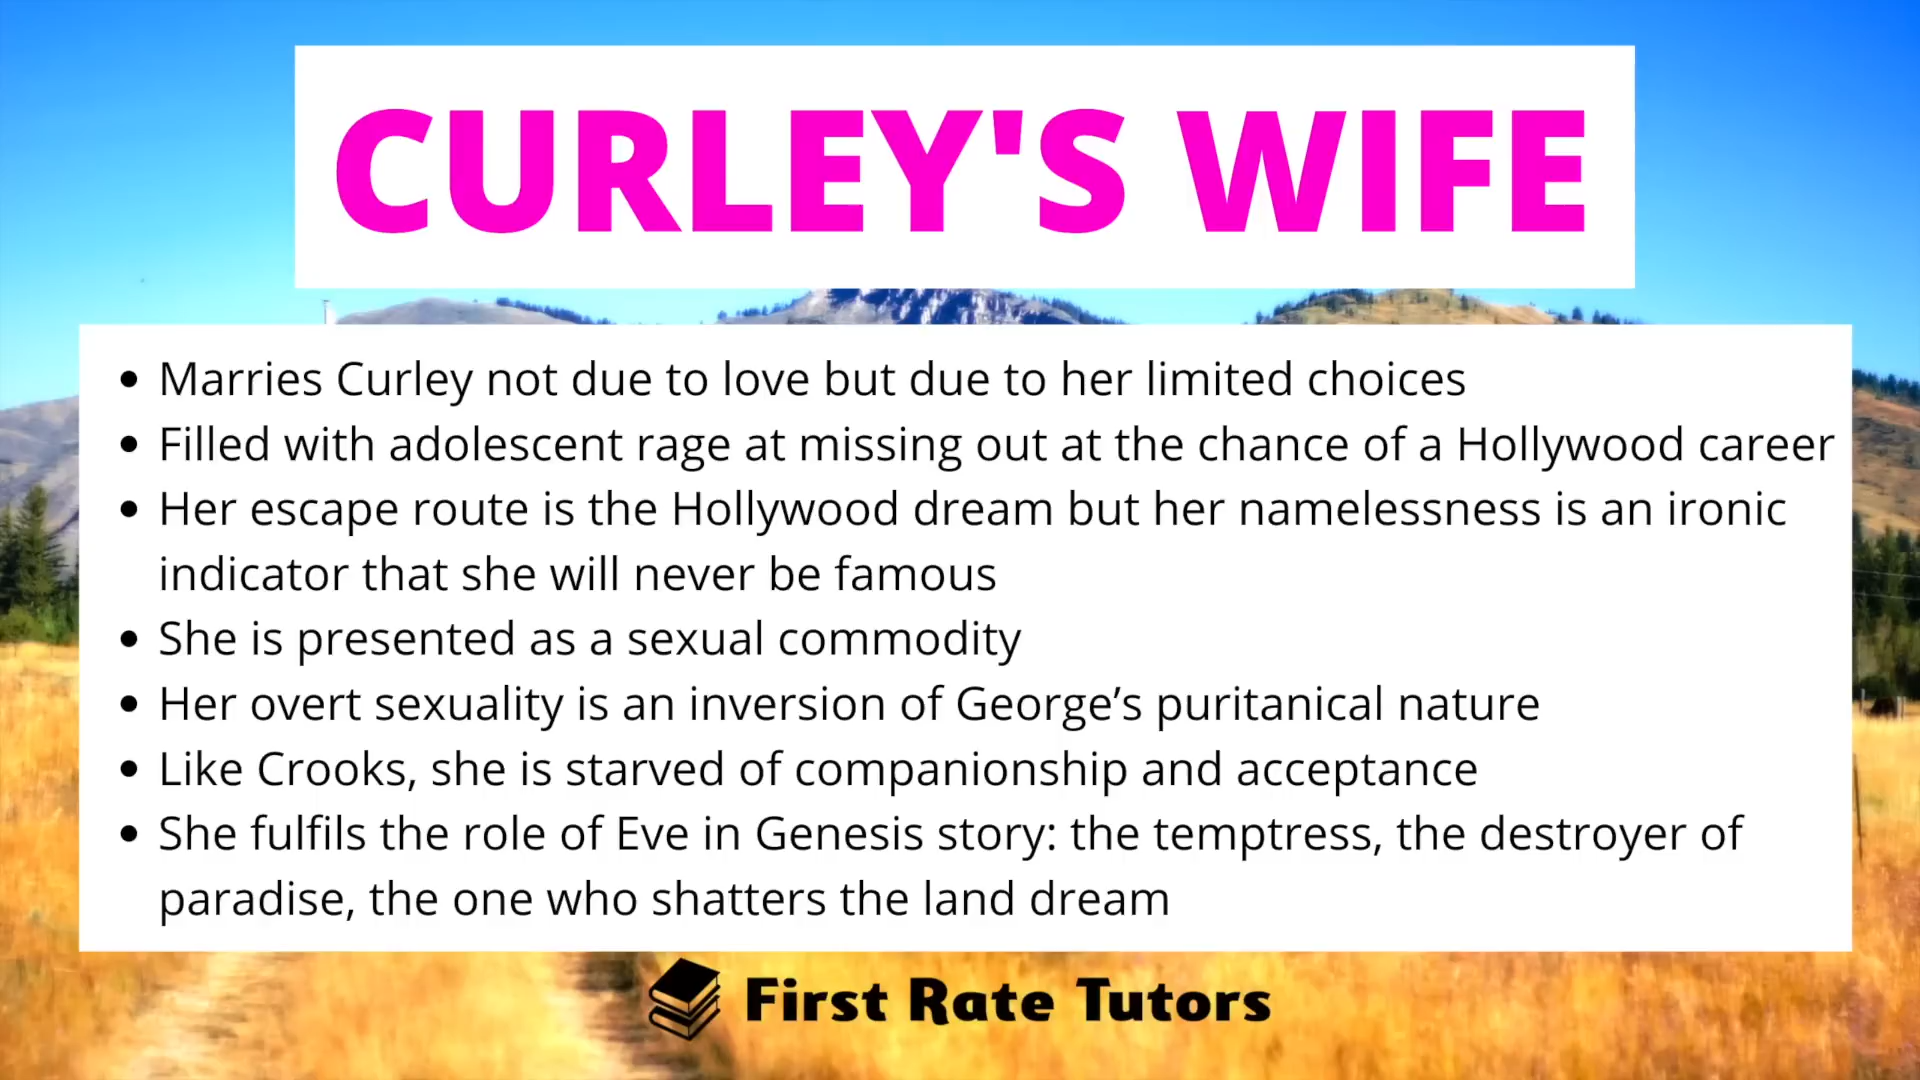 CURLEY'S WIFE
• Marries Curley not due to love but due to her limited choices
• Filled with adolescent rage at missing out at the chance of a Hollywood career
• Her escape route is the Hollywood dream but her namelessness is an ironic
indicator that she will never be famous
• She is presented as a sexual commodity
• Her overt sexuality is an inversion of George’s puritanical nature
• Like Crooks, she is starved of companionship and acceptance
• She fulfils the role of Eve in Genesis story: the temptress, the destroyer of
paradise, the one who shatters the land dream
First Rate Tutors